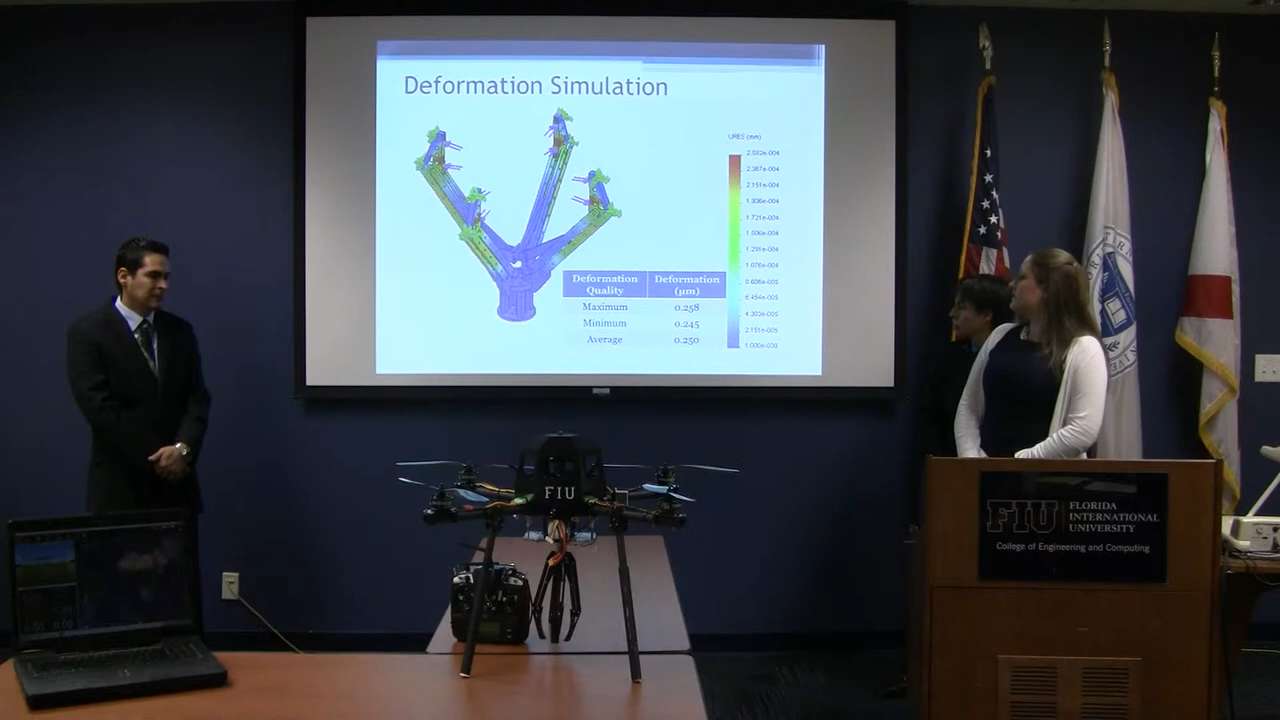 Deformation Simulation
URES (mm)
2.582e-004
2.367e-004
2.151e-004
1.936e-004
1.721e-004
1.506e-004
1.291e-004
1.076e-004
8.606e-005
6.454e-005
4.303e-005
2.151e-005
1.000e-030
Deformation Quality
Deformation (µm)
Maximum 0.258
Minimum 0.245
Average 0.250
FIU
FIU
FLORIDA
INTERNATIONAL
UNIVERSITY
College of Engineering and Computing